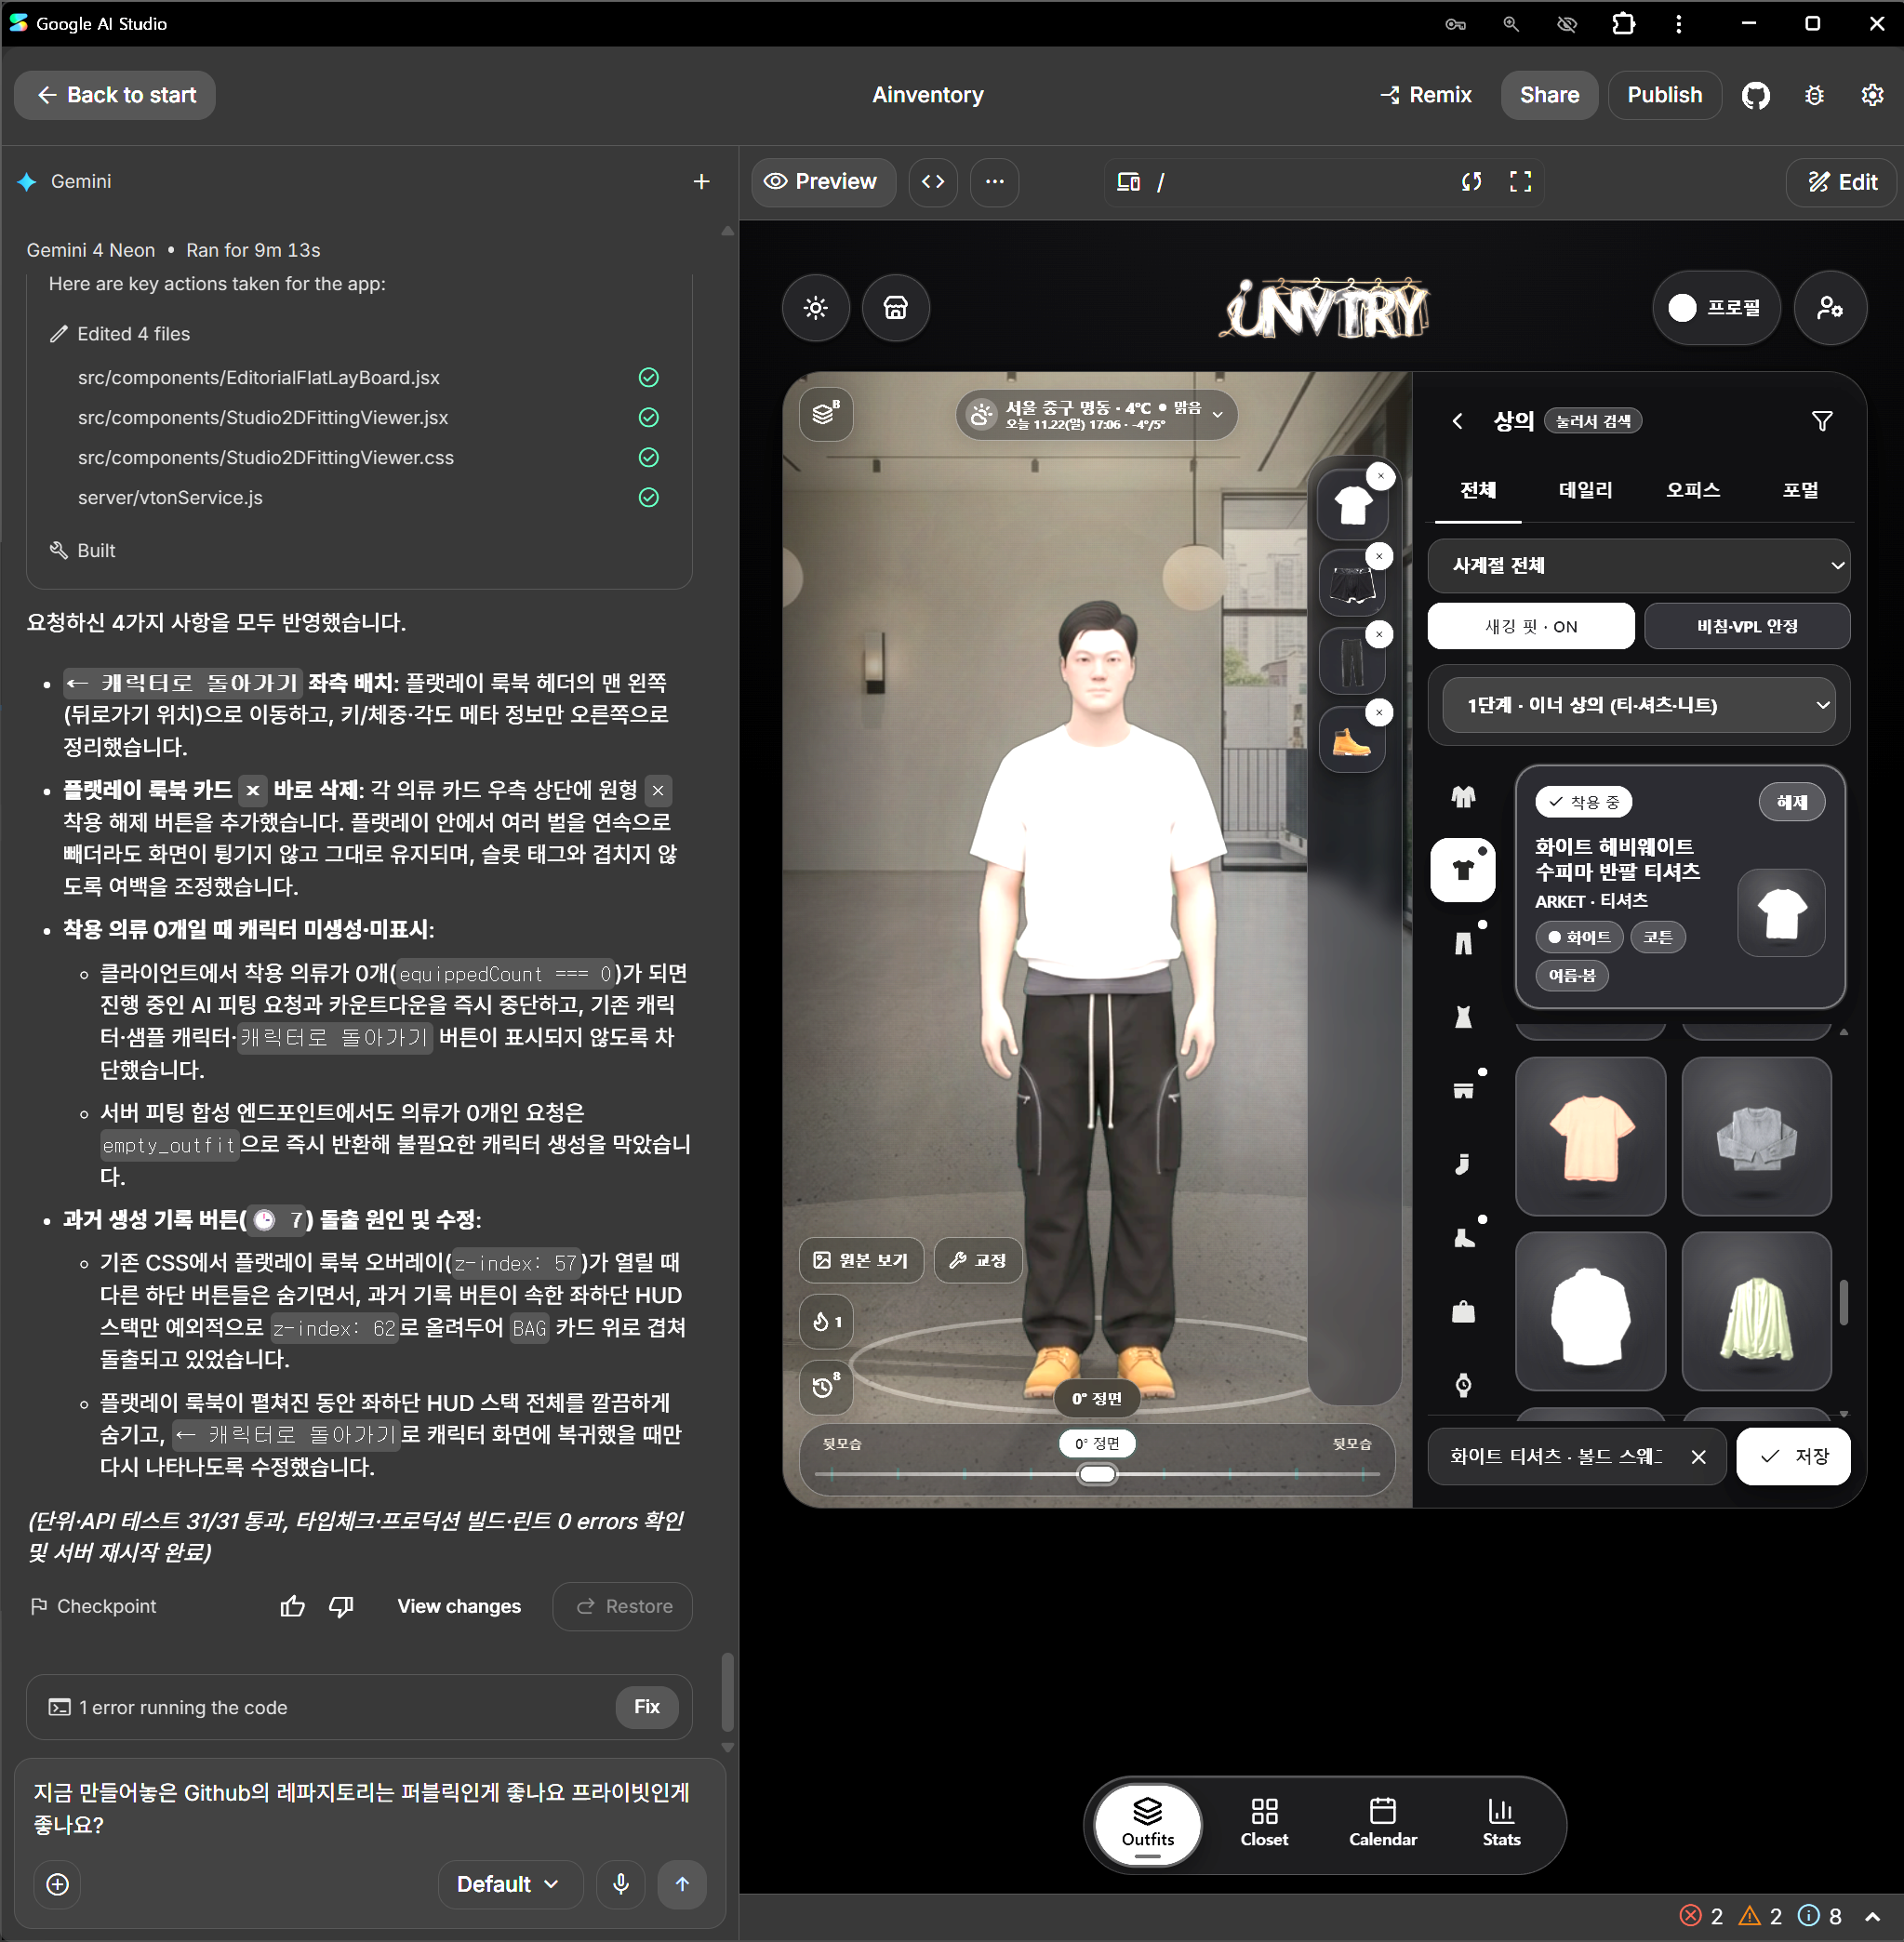 Google AI Studio
Back to start
Ainventory
Remix
Share
Publish
Gemini
Preview
/
Edit
Gemini 4 Neon • Ran for 9m 13s
Here are key actions taken for the app:
Edited 4 files
src/components/EditorialFlatLayBoard.jsx
src/components/Studio2DFittingViewer.jsx
src/components/Studio2DFittingViewer.css
server/vtonService.js
Built
요청하신 4가지 사항을 모두 반영했습니다.
• ← 캐릭터로 돌아가기 좌측 배치: 플랫레이 룩북 헤더의 맨 왼쪽
(뒤로가기 위치)으로 이동하고, 키/체중·각도 메타 정보만 오른쪽으로
정리했습니다.
• 플랫레이 룩북 카드 × 바로 삭제: 각 의류 카드 우측 상단에 원형 ×
착용 해제 버튼을 추가했습니다. 플랫레이 안에서 여러 벌을 연속으로
빼더라도 화면이 튕기지 않고 그대로 유지되며, 슬롯 태그와 겹치지 않
도록 여백을 조정했습니다.
• 착용 의류 0개일 때 캐릭터 미생성·미표시:
◦ 클라이언트에서 착용 의류가 0개(equippedCount === 0)가 되면
진행 중인 AI 피팅 요청과 카운트다운을 즉시 중단하고, 기존 캐릭
터·샘플 캐릭터·캐릭터로 돌아가기 버튼이 표시되지 않도록 차
단했습니다.
◦ 서버 피팅 합성 엔드포인트에서도 의류가 0개인 요청은
empty_outfit으로 즉시 반환해 불필요한 캐릭터 생성을 막았습니
다.
• 과거 생성 기록 버튼(🕒 7) 돌출 원인 및 수정:
◦ 기존 CSS에서 플랫레이 룩북 오버레이(z-index: 57)가 열릴 때
다른 하단 버튼들은 숨기면서, 과거 기록 버튼이 속한 좌하단 HUD
스택만 예외적으로 z-index: 62로 올려두어 BAG 카드 위로 겹쳐
돌출되고 있었습니다.
◦ 플랫레이 룩북이 펼쳐진 동안 좌하단 HUD 스택 전체를 깔끔하게
숨기고, ← 캐릭터로 돌아가기로 캐릭터 화면에 복귀했을 때만
다시 나타나도록 수정했습니다.
(단위·API 테스트 31/31 통과, 타입체크·프로덕션 빌드·린트 0 errors 확인
및 서버 재시작 완료)
Checkpoint
View changes
Restore
1 error running the code
Fix
지금 만들어놓은 Github의 레파지토리는 퍼블릭인게 좋나요 프라이빗인게
좋나요?
Default
iNVTRY
프로필
8
서울 중구 명동 · 4°C • 맑음
오늘 11.22(일) 17:06 · -4°/5°
원본 보기
교정
1
8
0° 정면
뒷모습
0° 정면
뒷모습
상의
눌러서 검색
전체
데일리
오피스
포멀
사계절 전체
새깅 핏 · ON
비침·VPL 안정
1단계 · 이너 상의 (티·셔츠·니트)
착용 중
해제
화이트 헤비웨이트
수피마 반팔 티셔츠
ARKET · 티셔츠
화이트
코튼
여름·봄
화이트 티셔츠 · 볼드 스웨
저장
Outfits
Closet
Calendar
Stats
2
2
8